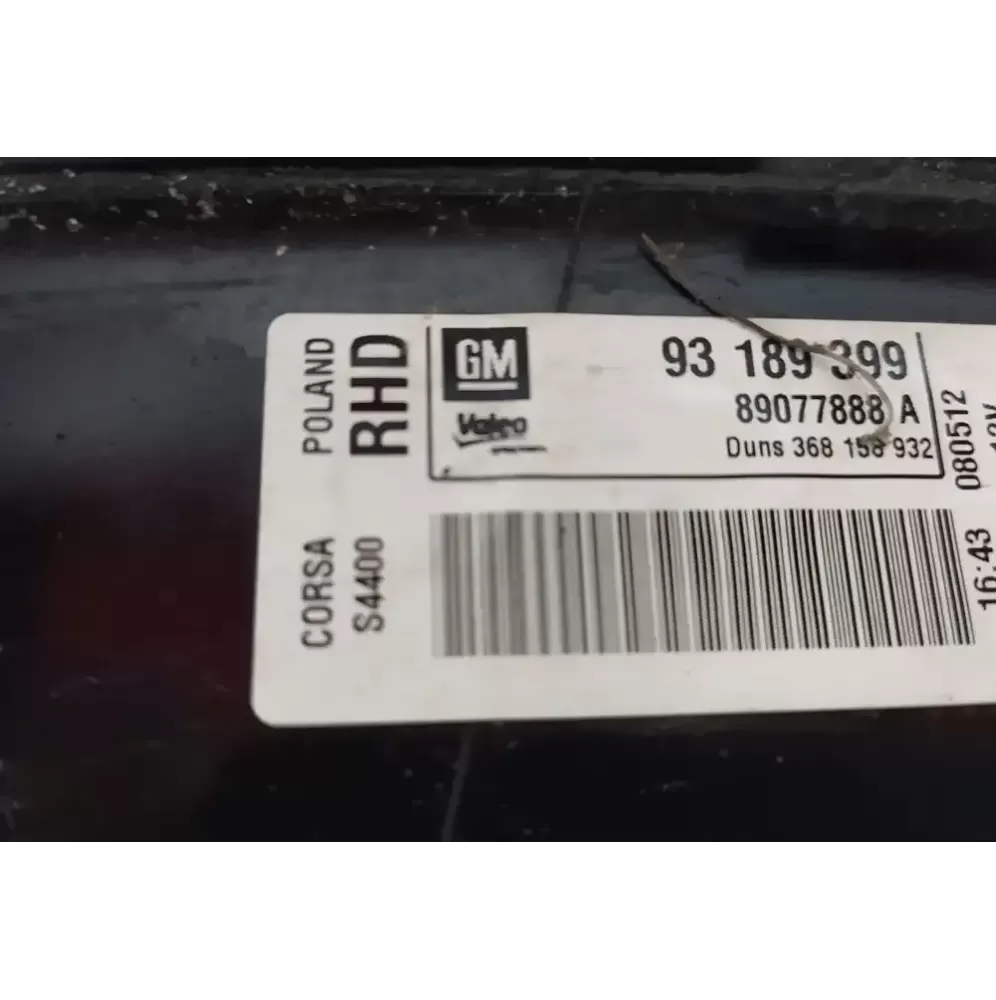 POLAND
RHD
GM
Valeo
93 189 399
89077888 A
Duns 368 158 932
080512
16:43
CORSA
S4400